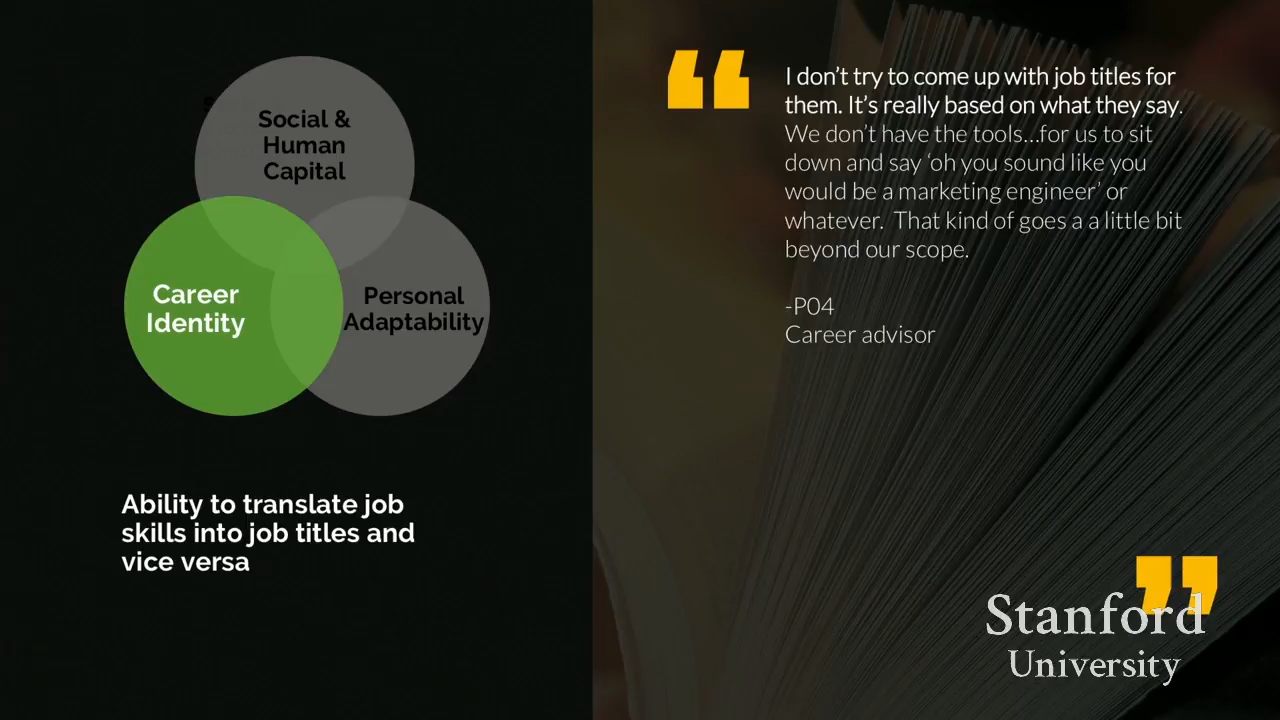 Social &
Human
Capital
Career
Identity
Personal
Adaptability
Ability to translate job
skills into job titles and
vice versa
“
I don’t try to come up with job titles for
them. It’s really based on what they say.
We don’t have the tools...for us to sit
down and say ‘oh you sound like you
would be a marketing engineer’ or
whatever.  That kind of goes a a little bit
beyond our scope.
-P04
Career advisor
”
Stanford
University